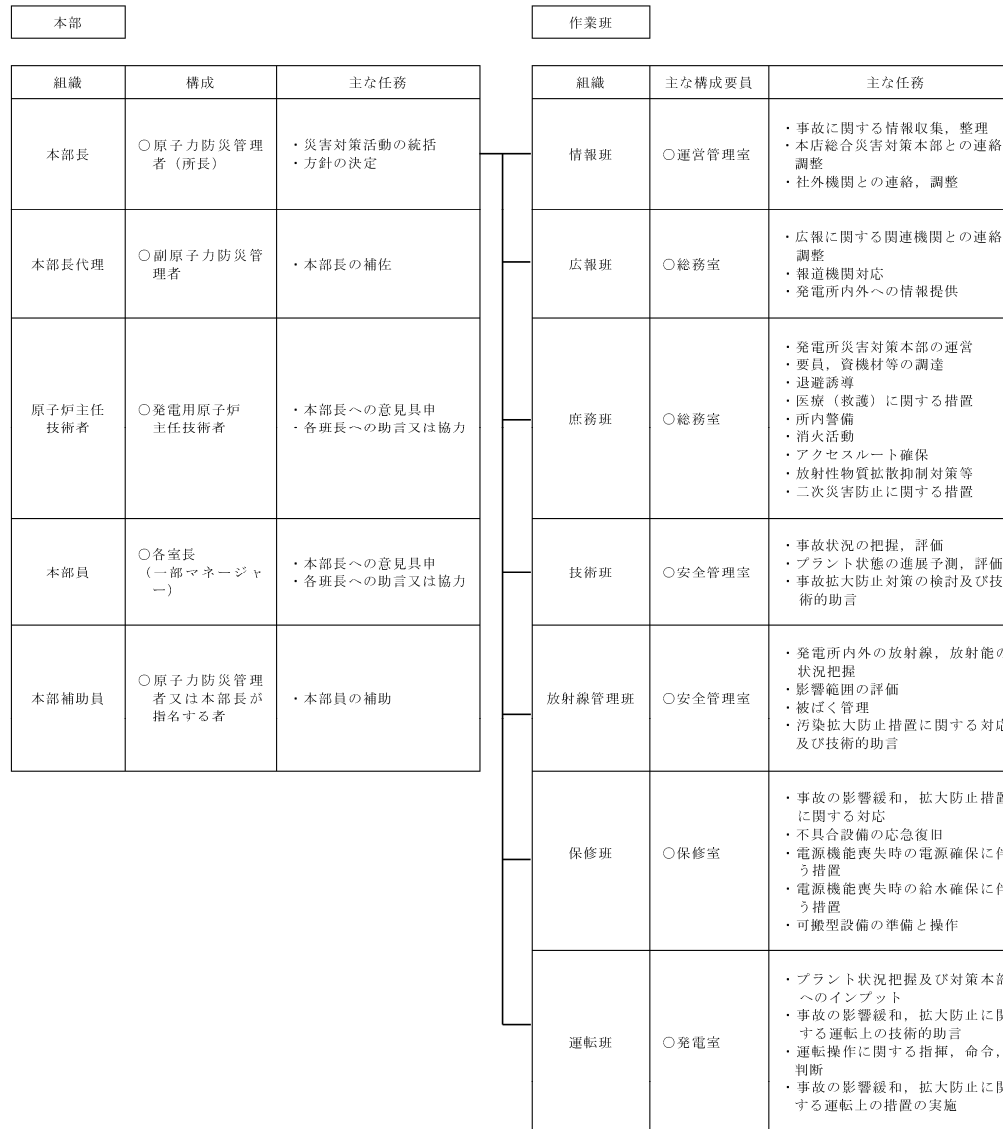 本部
組織
構成
主な任務
本部長
○原子力防災管理
者（所長）
・災害対策活動の統括
・方針の決定
本部長代理
○副原子力防災管
理者
・本部長の補佐
原子炉主任
技術者
○発電用原子炉
主任技術者
・本部長への意見具申
・各班長への助言又は協力
本部員
○各室長
（一部マネージャ
ー）
・本部長への意見具申
・各班長への助言又は協力
本部補助員
○原子力防災管理
者又は本部長が
指名する者
・本部員の補助
作業班
組織
主な構成要員
主な任務
情報班
○運営管理室
・事故に関する情報収集，整理
・本店総合災害対策本部との連絡
調整
・社外機関との連絡，調整
広報班
○総務室
・広報に関する関連機関との連絡
調整
・報道機関対応
・発電所内外への情報提供
庶務班
○総務室
・発電所災害対策本部の運営
・要員，資機材等の調達
・退避誘導
・医療（救護）に関する措置
・所内警備
・消火活動
・アクセスルート確保
・放射性物質拡散抑制対策等
・二次災害防止に関する措置
技術班
○安全管理室
・事故状況の把握，評価
・プラント状態の進展予測，評価
・事故拡大防止対策の検討及び技
術的助言
放射線管理班
○安全管理室
・発電所内外の放射線，放射能の
状況把握
・影響範囲の評価
・被ばく管理
・汚染拡大防止措置に関する対応
及び技術的助言
保修班
○保修室
・事故の影響緩和，拡大防止措置
に関する対応
・不具合設備の応急復旧
・電源機能喪失時の電源確保に伴
う措置
・電源機能喪失時の給水確保に伴
う措置
・可搬型設備の準備と操作
運転班
○発電室
・プラント状況把握及び対策本部
へのインプット
・事故の影響緩和，拡大防止に関
する運転上の技術的助言
・運転操作に関する指揮，命令，
判断
・事故の影響緩和，拡大防止に関
する運転上の措置の実施